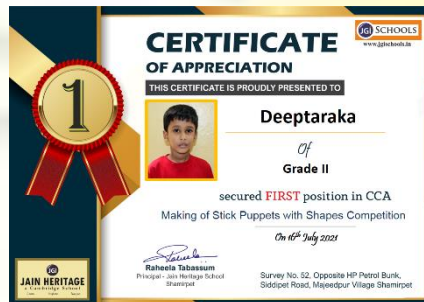 JGI SCHOOLS
www.jgischools.in
CERTIFICATE
OF APPRECIATION
THIS CERTIFICATE IS PROUDLY PRESENTED TO
1
Deeptaraka
Of
Grade II
secured FIRST position in CCA
Making of Stick Puppets with Shapes Competition
On 16th July 2021
Raheela Tabassum
Principal - Jain Heritage School
Shamirpet
Survey No. 52, Opposite HP Petrol Bunk,
Siddipet Road, Majeedpur Village Shamirpet
JGI
JAIN HERITAGE
a Cambridge School